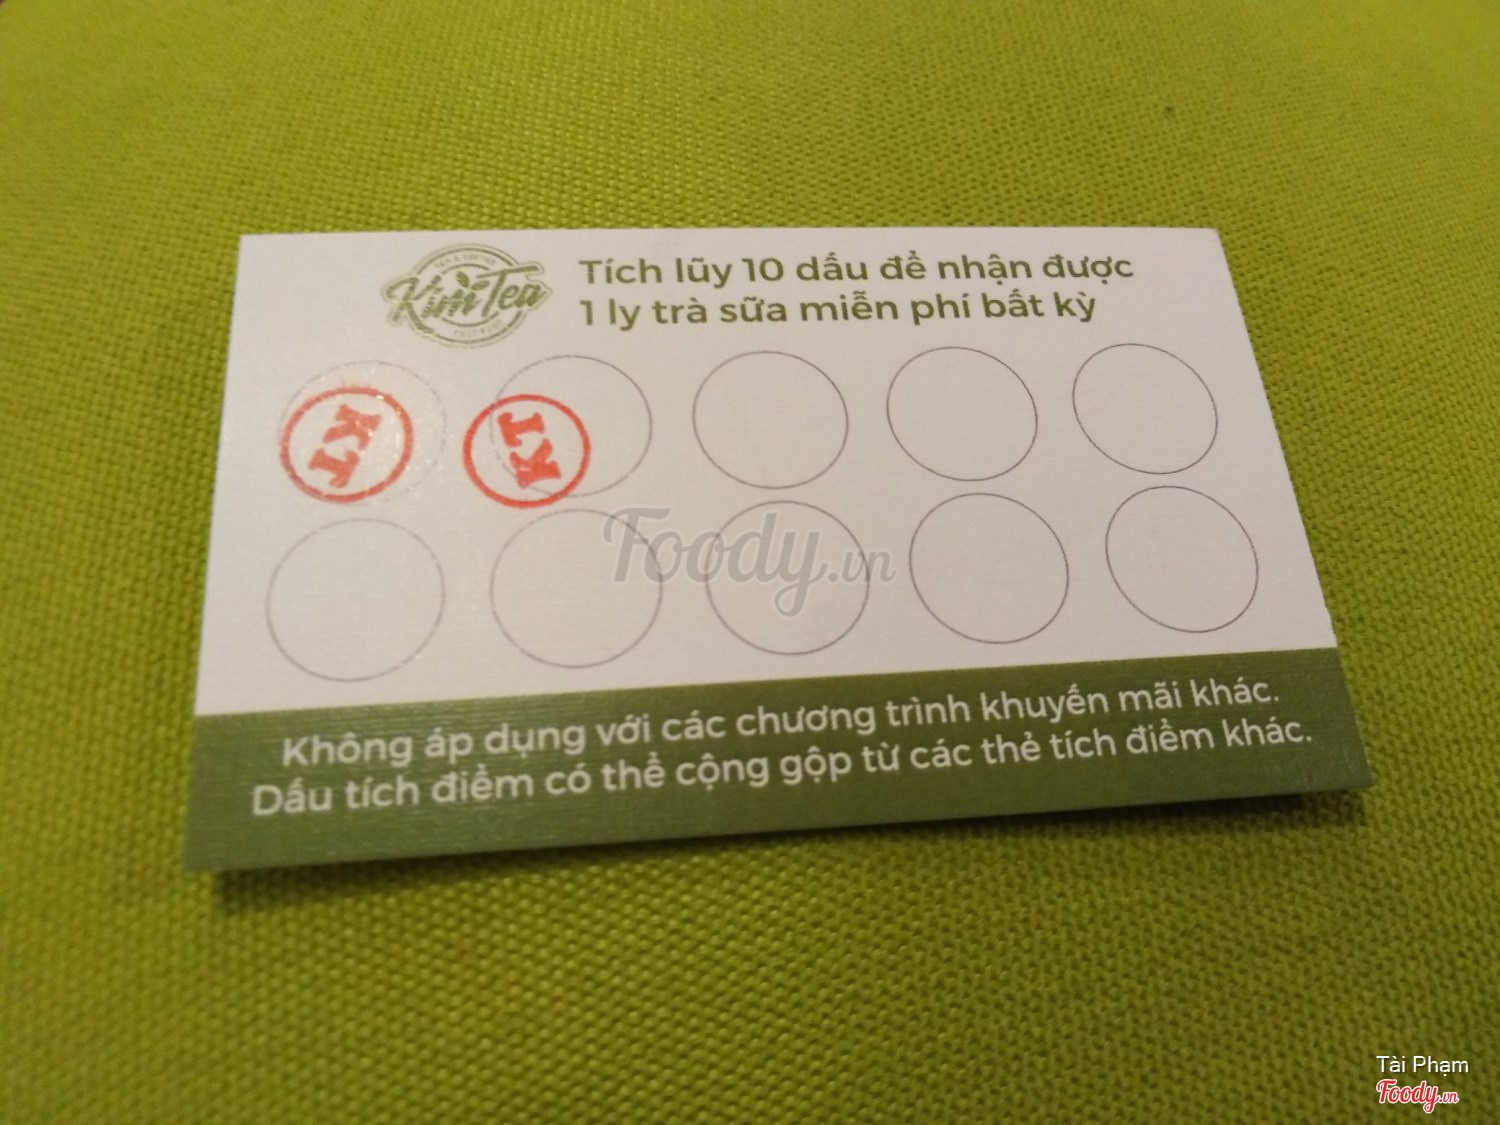 TEA & COFFEE
KimTea
Tích lũy 10 dấu để nhận được
1 ly trà sữa miễn phí bất kỳ
KT
KT
Foody.vn
Không áp dụng với các chương trình khuyến mãi khác.
Dấu tích điểm có thể cộng gộp từ các thẻ tích điểm khác.
Tài Phạm
Foody.vn